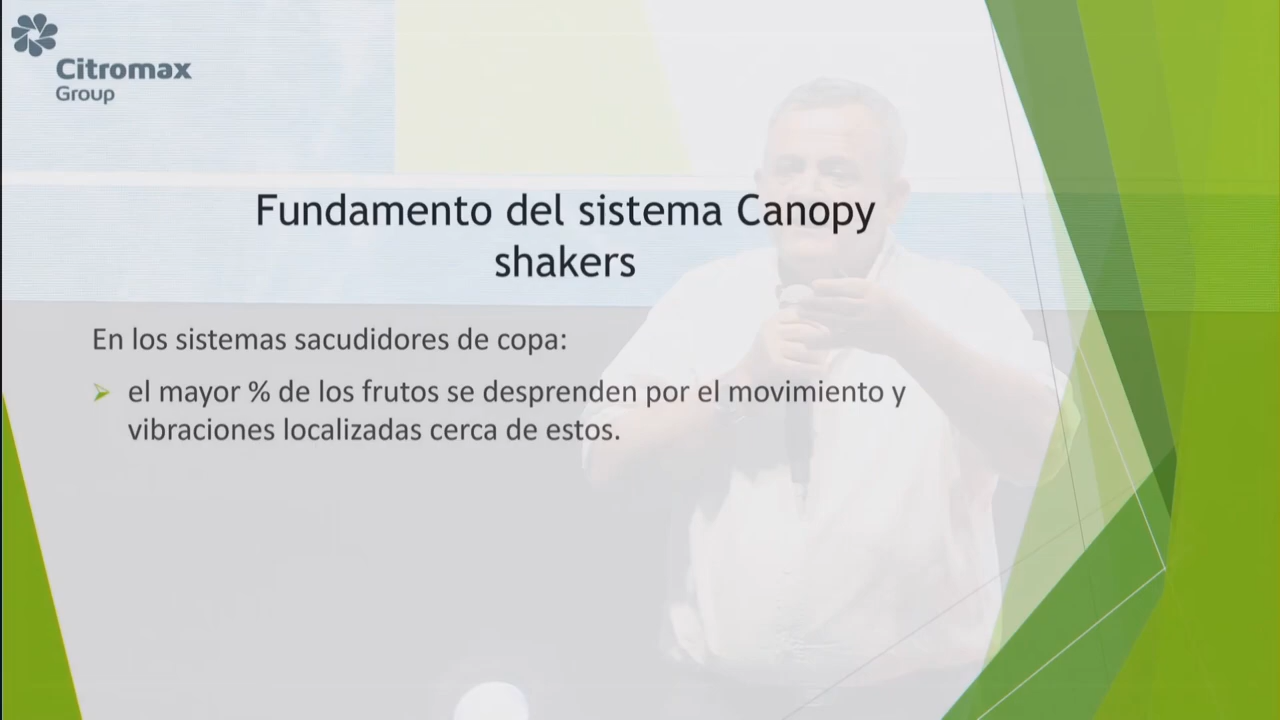 Citromax
Group
Fundamento del sistema Canopy
shakers
En los sistemas sacudidores de copa:
el mayor % de los frutos se desprenden por el movimiento y
vibraciones localizadas cerca de estos.